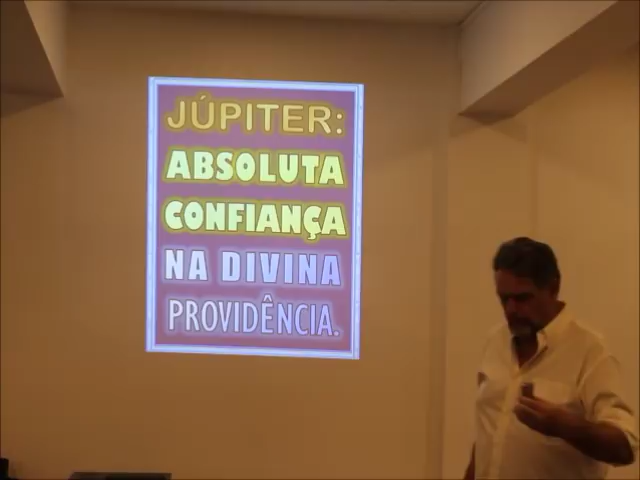 JÚPITER:
ABSOLUTA
CONFIANÇA
NA DIVINA
PROVIDÊNCIA.